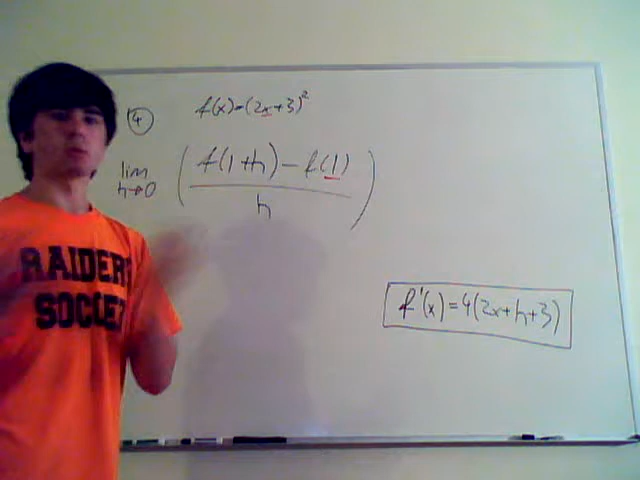 4
f(x)=(2x+3)²
lim h→0 (f(1+h)-f(1) / h)
f'(x)=4(2x+h+3)
RAIDERS
SOCCER